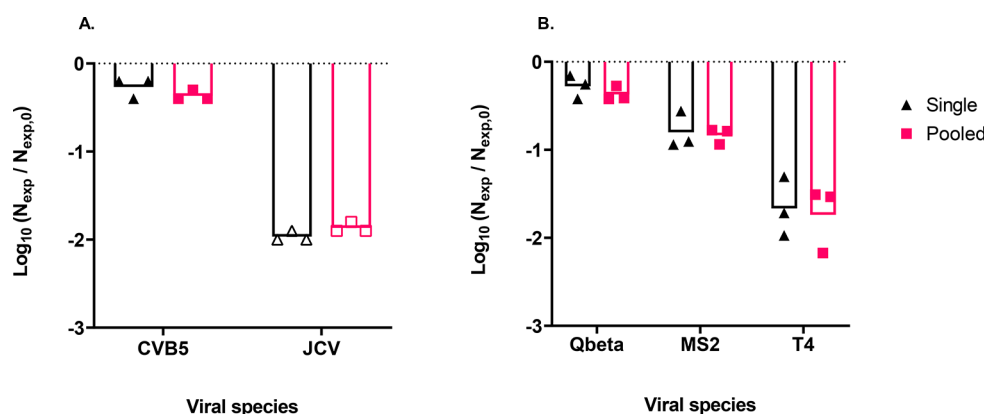 A.
0
-1
-2
-3
Log10 (Nexp / Nexp,0)
CVB5 JCV
Viral species
B.
0
-1
-2
-3
Log10 (Nexp / Nexp,0)
Qbeta MS2 T4
Viral species
Single
Pooled